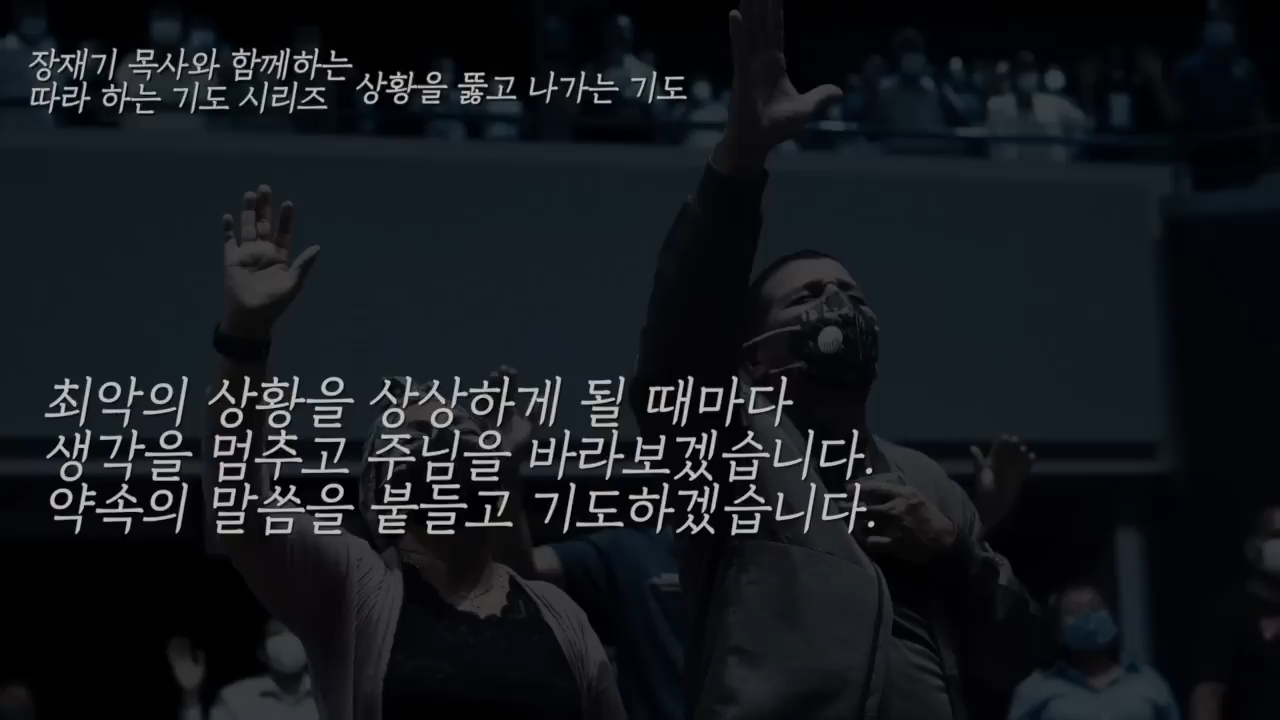 장재기 목사와 함께하는
따라 하는 기도 시리즈
상황을 뚫고 나가는 기도
최악의 상황을 상상하게 될 때마다
생각을 멈추고 주님을 바라보겠습니다.
약속의 말씀을 붙들고 기도하겠습니다.